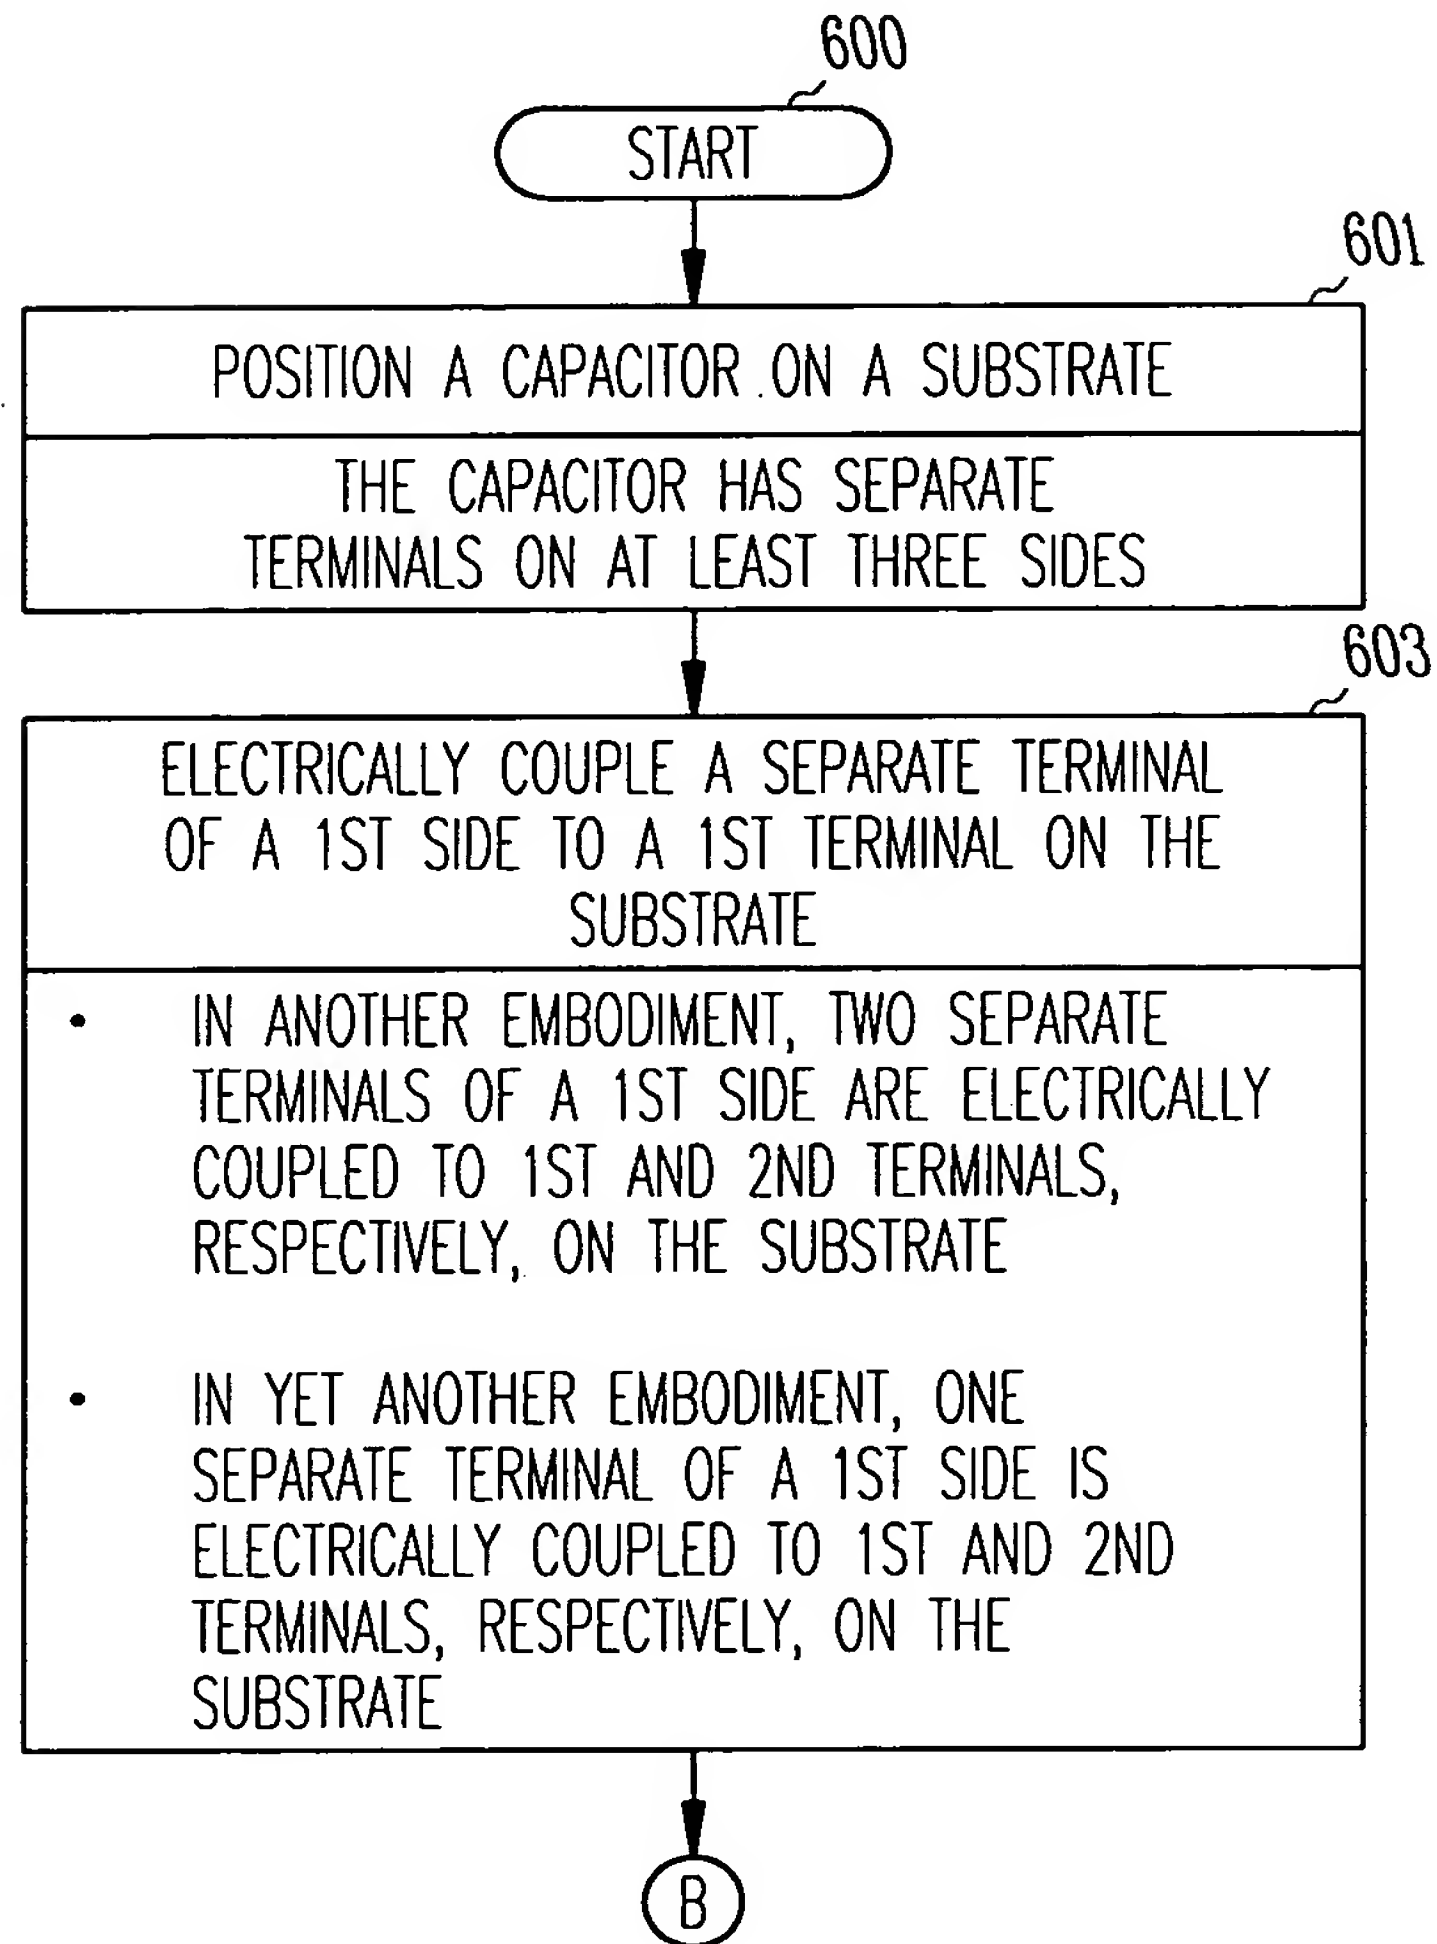 600
START
601
POSITION A CAPACITOR ON A SUBSTRATE
THE CAPACITOR HAS SEPARATE
TERMINALS ON AT LEAST THREE SIDES
603
ELECTRICALLY COUPLE A SEPARATE TERMINAL
OF A 1ST SIDE TO A 1ST TERMINAL ON THE
SUBSTRATE
• IN ANOTHER EMBODIMENT, TWO SEPARATE
TERMINALS OF A 1ST SIDE ARE ELECTRICALLY
COUPLED TO 1ST AND 2ND TERMINALS,
RESPECTIVELY, ON THE SUBSTRATE
• IN YET ANOTHER EMBODIMENT, ONE
SEPARATE TERMINAL OF A 1ST SIDE IS
ELECTRICALLY COUPLED TO 1ST AND 2ND
TERMINALS, RESPECTIVELY, ON THE
SUBSTRATE
B